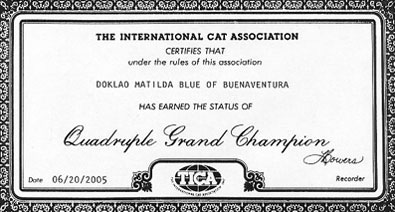 THE INTERNATIONAL CAT ASSOCIATION
CERTIFIES THAT
under the rules of this association
DOKLAO MATILDA BLUE OF BUENAVENTURA
HAS EARNED THE STATUS OF
Quadruple Grand Champion
TICA
Date 06/20/2005
Recorder